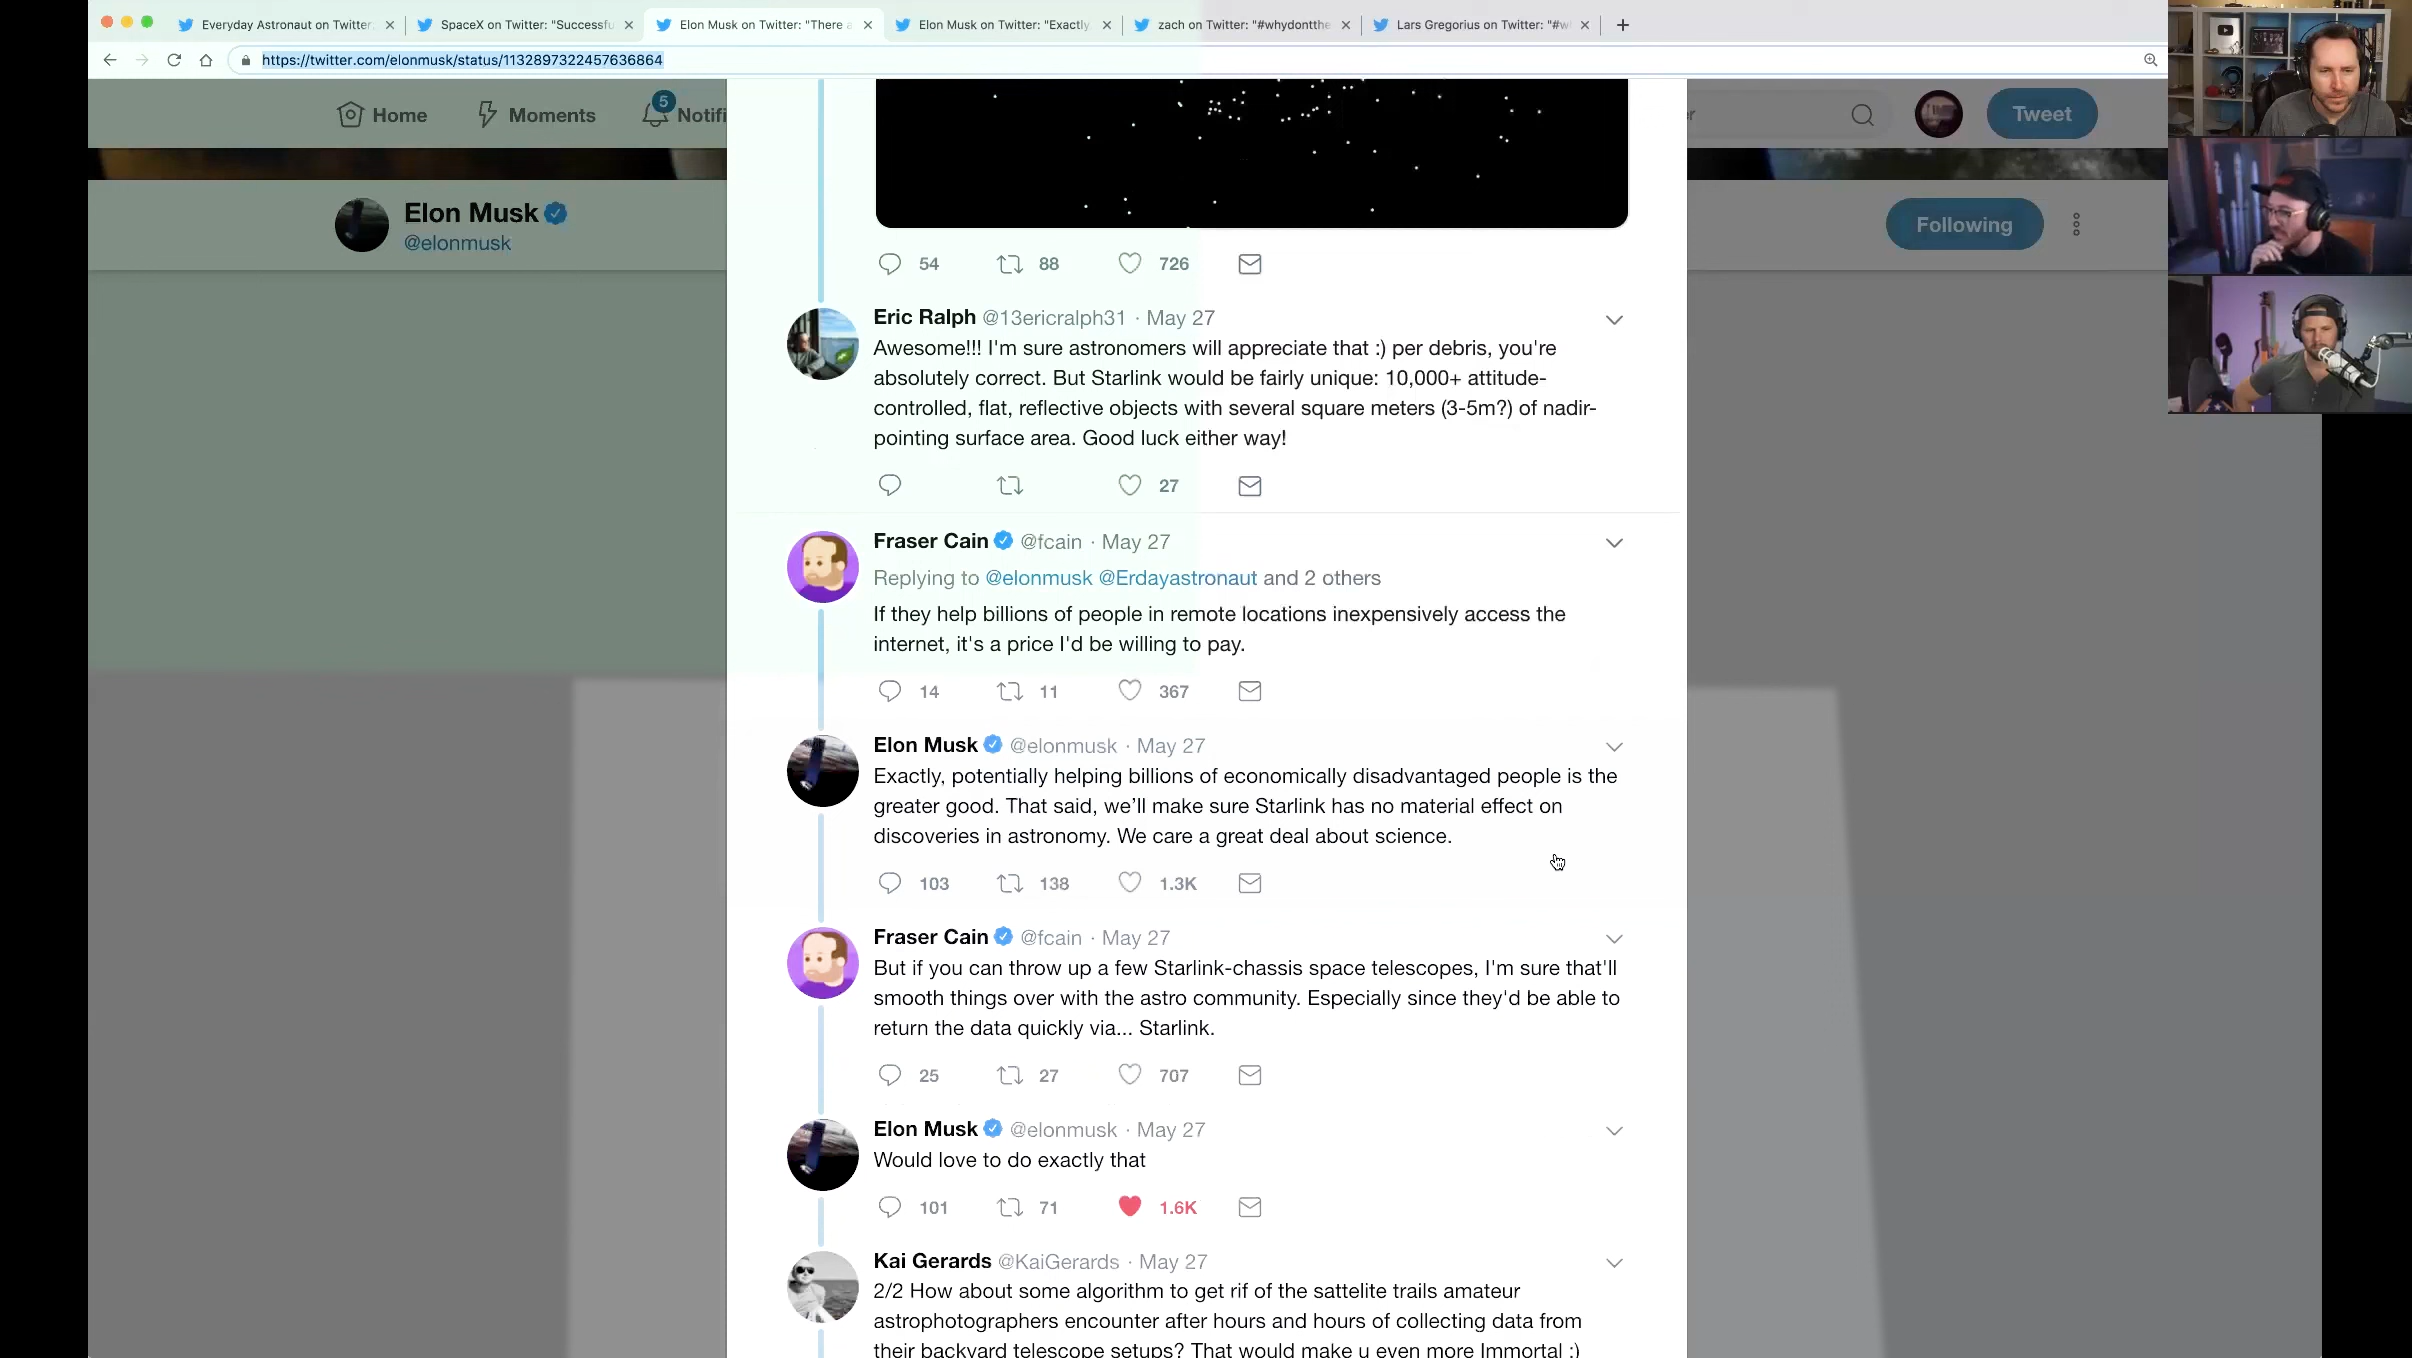 Everyday Astronaut on Twitter:
SpaceX on Twitter: "Successfu
Elon Musk on Twitter: "There a
Elon Musk on Twitter: "Exactly
zach on Twitter: "#whydontthe
Lars Gregorius on Twitter: "#w
https://twitter.com/elonmusk/status/1132897322457636864
Home
Moments
5
Notifi
Tweet
Elon Musk
@elonmusk
Following
54 88 726
Eric Ralph @13ericralph31 · May 27
Awesome!!! I'm sure astronomers will appreciate that :) per debris, you're
absolutely correct. But Starlink would be fairly unique: 10,000+ attitude-
controlled, flat, reflective objects with several square meters (3-5m?) of nadir-
pointing surface area. Good luck either way!
27
Fraser Cain @fcain · May 27
Replying to @elonmusk @Erdayastronaut and 2 others
If they help billions of people in remote locations inexpensively access the
internet, it's a price I'd be willing to pay.
14 11 367
Elon Musk @elonmusk · May 27
Exactly, potentially helping billions of economically disadvantaged people is the
greater good. That said, we'll make sure Starlink has no material effect on
discoveries in astronomy. We care a great deal about science.
103 138 1.3K
Fraser Cain @fcain · May 27
But if you can throw up a few Starlink-chassis space telescopes, I'm sure that'll
smooth things over with the astro community. Especially since they'd be able to
return the data quickly via... Starlink.
25 27 707
Elon Musk @elonmusk · May 27
Would love to do exactly that
101 71 1.6K
Kai Gerards @KaiGerards · May 27
2/2 How about some algorithm to get rif of the sattelite trails amateur
astrophotographers encounter after hours and hours of collecting data from
their backyard telescope setups? That would make u even more Immortal :)